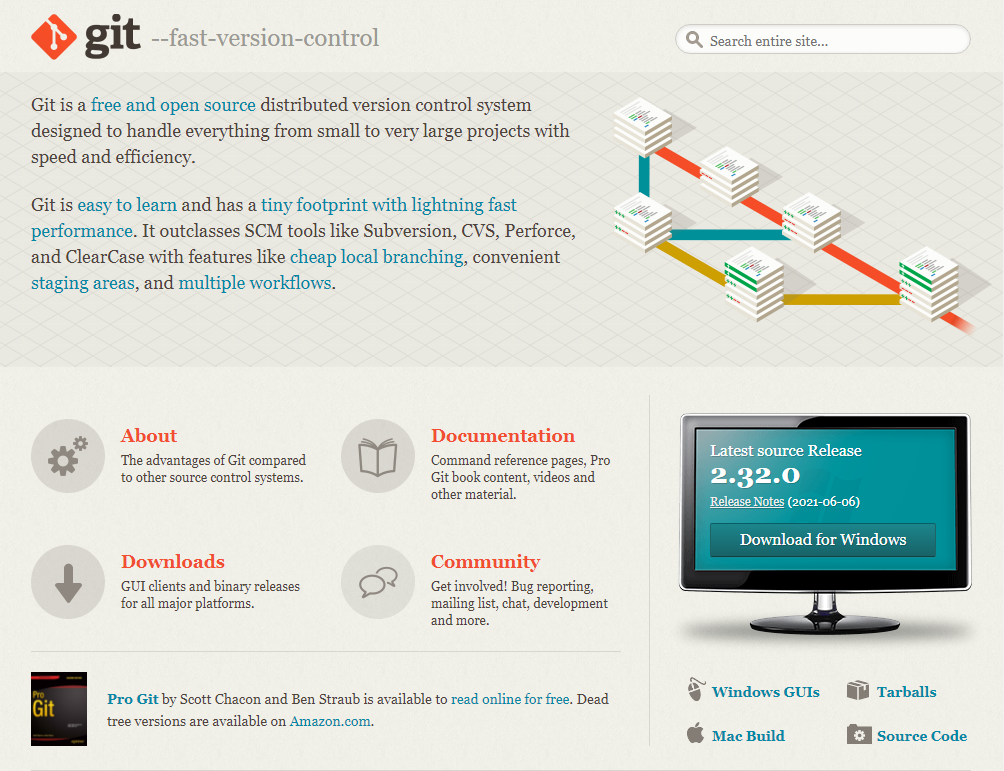 git --fast-version-control
Search entire site...
Git is a free and open source distributed version control system
designed to handle everything from small to very large projects with
speed and efficiency.
Git is easy to learn and has a tiny footprint with lightning fast
performance. It outclasses SCM tools like Subversion, CVS, Perforce,
and ClearCase with features like cheap local branching, convenient
staging areas, and multiple workflows.
About
The advantages of Git compared
to other source control systems.
Documentation
Command reference pages, Pro
Git book content, videos and
other material.
Downloads
GUI clients and binary releases
for all major platforms.
Community
Get involved! Bug reporting,
mailing list, chat, development
and more.
Pro
Git
Pro Git by Scott Chacon and Ben Straub is available to read online for free. Dead
tree versions are available on Amazon.com.
Latest source Release
2.32.0
Release Notes (2021-06-06)
Download for Windows
Windows GUIs
Tarballs
Mac Build
Source Code